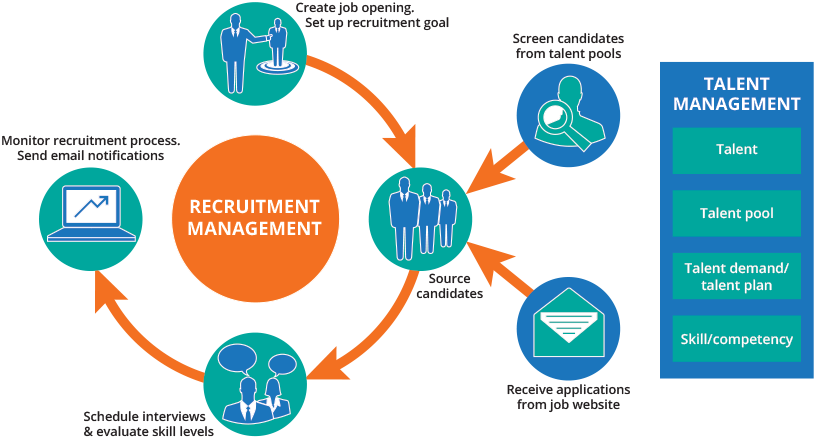 Create job opening.
Set up recruitment goal
Screen candidates
from talent pools
TALENT
MANAGEMENT
Talent
Talent pool
Talent demand/
talent plan
Skill/competency
Monitor recruitment process.
Send email notifications
RECRUITMENT
MANAGEMENT
Source
candidates
Receive applications
from job website
Schedule interviews
& evaluate skill levels